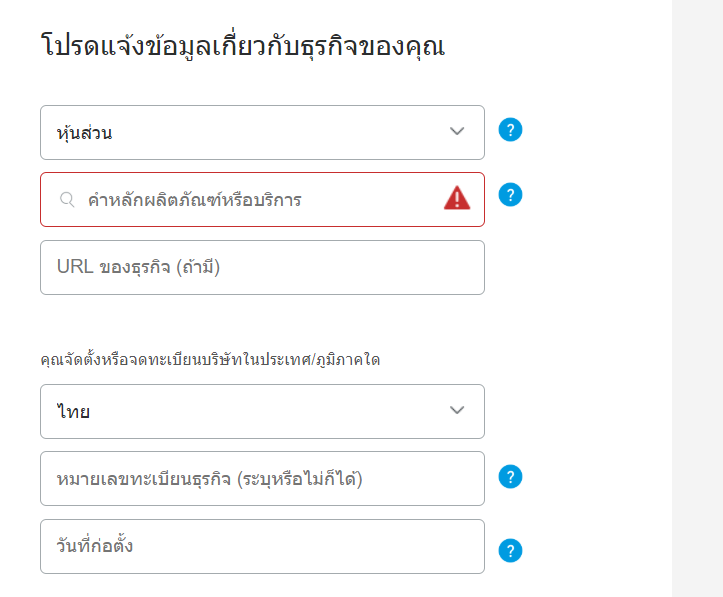 โปรดแจ้งข้อมูลเกี่ยวกับธุรกิจของคุณ
หุ้นส่วน
?
คำหลักผลิตภัณฑ์หรือบริการ
?
URL ของธุรกิจ (ถ้ามี)
คุณจัดตั้งหรือจดทะเบียนบริษัทในประเทศ/ภูมิภาคใด
ไทย
หมายเลขทะเบียนธุรกิจ (ระบุหรือไม่ก็ได้)
?
วันที่ก่อตั้ง
?